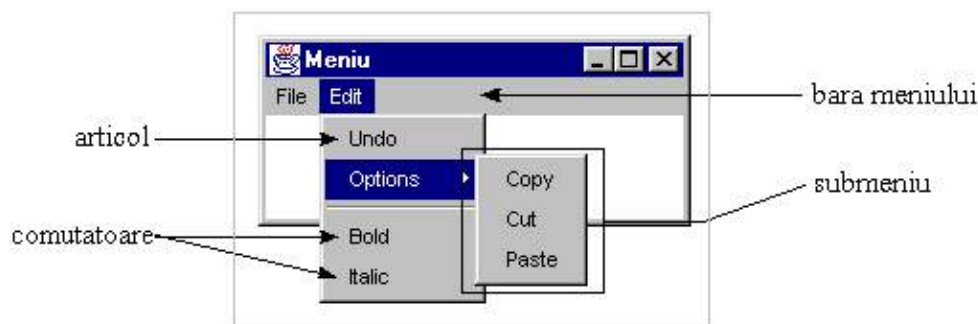 Meniu
File Edit
bara meniului
articol
Undo
Options
Copy
submeniu
Cut
comutatoare
Bold
Paste
Italic